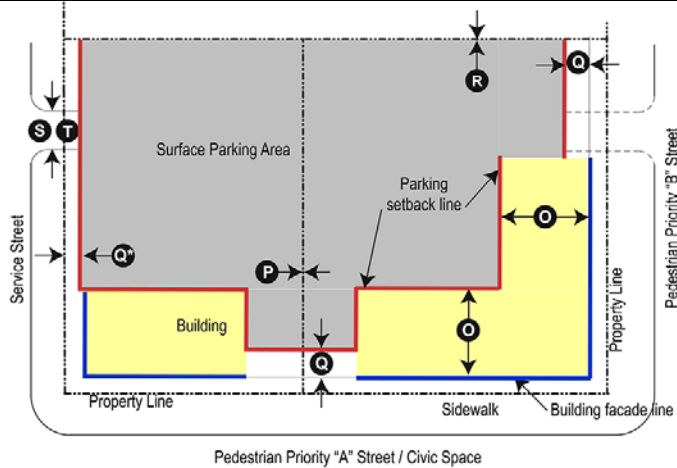 Q
R
S T
Surface Parking Area
Parking
setback line
O
Pedestrian Priority "B" Street
Service Street
Q*
P
Building
O
Q
Property Line
Property Line
Sidewalk
Building facade line
Pedestrian Priority "A" Street / Civic Space